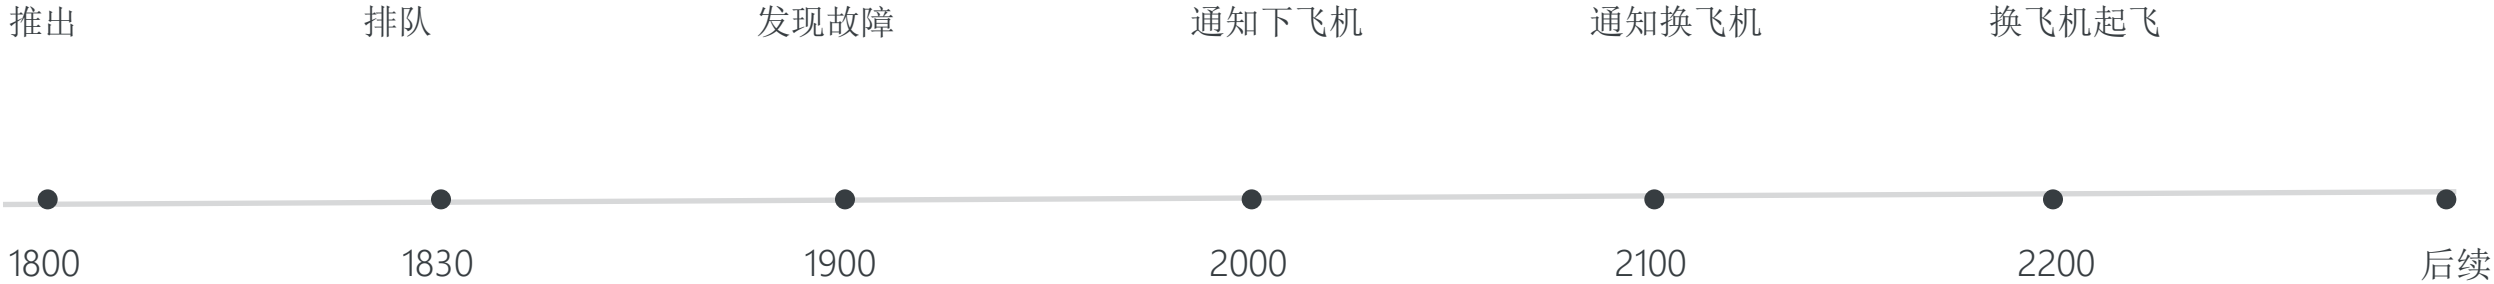 推出 排队 发现故障 通知下飞机 通知换飞机 换飞机起飞
1800 1830 1900 2000 2100 2200 后续